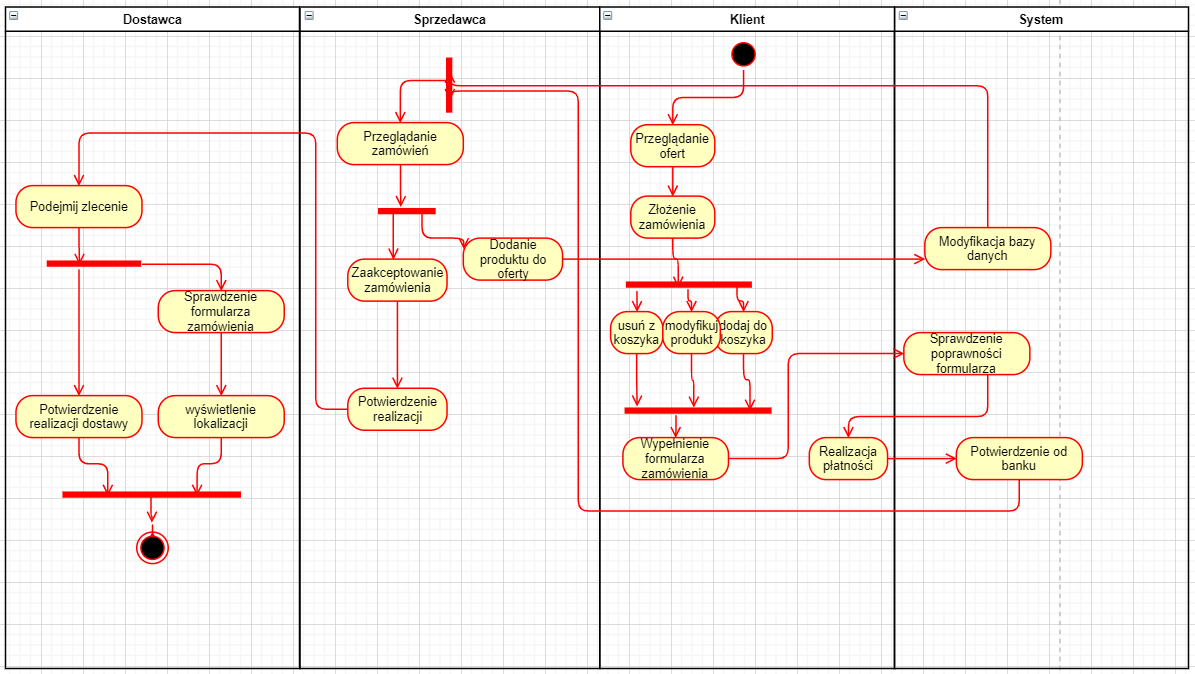 Dostawca
Sprzedawca
Klient
System
Podejmij zlecenie
Sprawdzenie
formularza
zamówienia
Potwierdzenie
realizacji dostawy
wyświetlenie
lokalizacji
Przeglądanie
zamówień
Dodanie
produktu do
oferty
Zaakceptowanie
zamówienia
Potwierdzenie
realizacji
Przeglądanie
ofert
Złożenie
zamówienia
usuń z
koszyka
modyfikuj
produkt
dodaj do
koszyka
Wypełnienie
formularza
zamówienia
Realizacja
płatności
Modyfikacja bazy
danych
Sprawdzenie
poprawności
formularza
Potwierdzenie od
banku